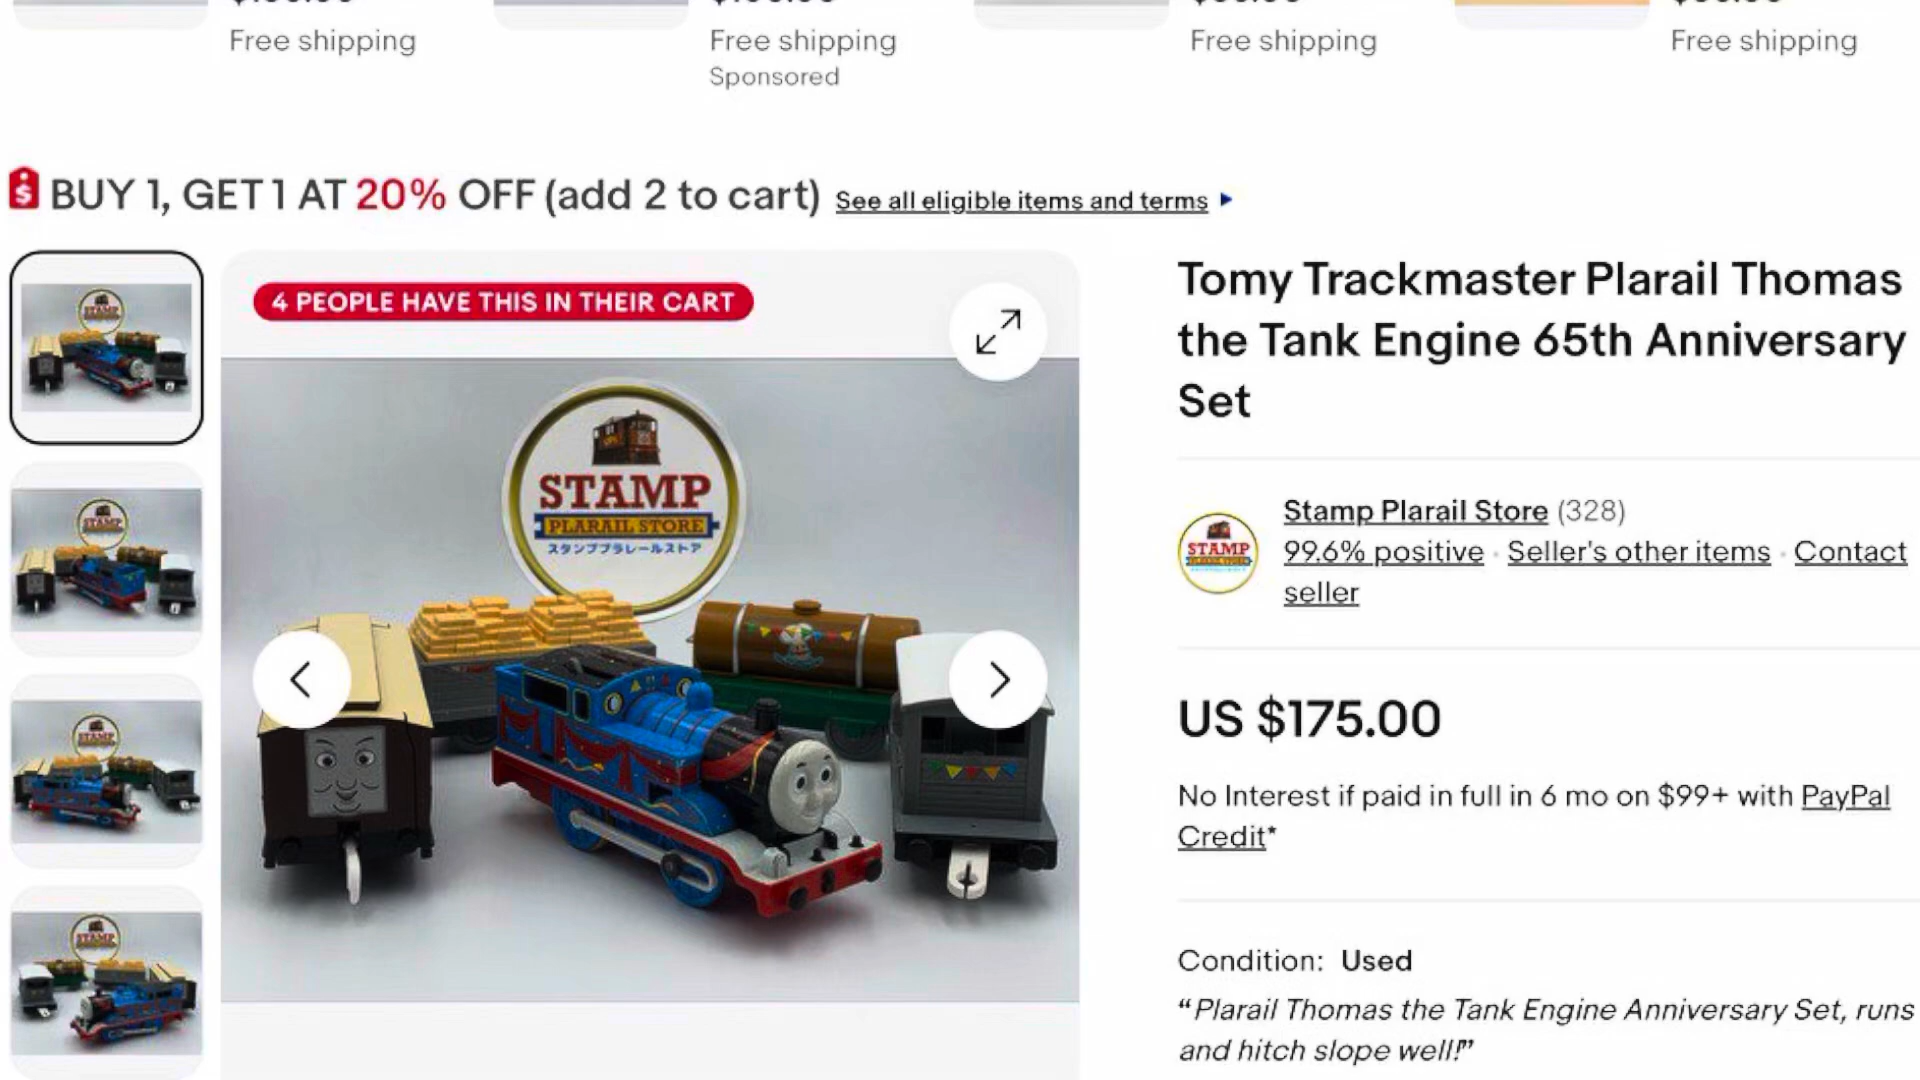 Free shipping
Free shipping
Free shipping
Free shipping
Sponsored
BUY 1, GET 1 AT 20% OFF (add 2 to cart) See all eligible items and terms
4 PEOPLE HAVE THIS IN THEIR CART
STAMP
PLARAIL STORE
スタンププラレールストア
Tomy Trackmaster Plarail Thomas
the Tank Engine 65th Anniversary
Set
STAMP
Stamp Plarail Store (328)
99.6% positive · Seller's other items · Contact
seller
US $175.00
No Interest if paid in full in 6 mo on $99+ with PayPal
Credit*
Condition: Used
“Plarail Thomas the Tank Engine Anniversary Set, runs
and hitch slope well!”
STAMP
STAMP
STAMP
STAMP